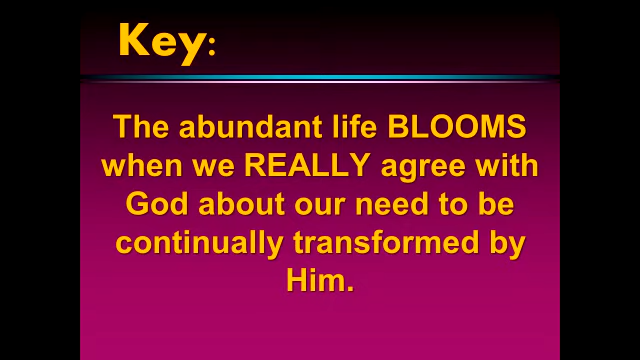 Key:
The abundant life BLOOMS
when we REALLY agree with
God about our need to be
continually transformed by
Him.